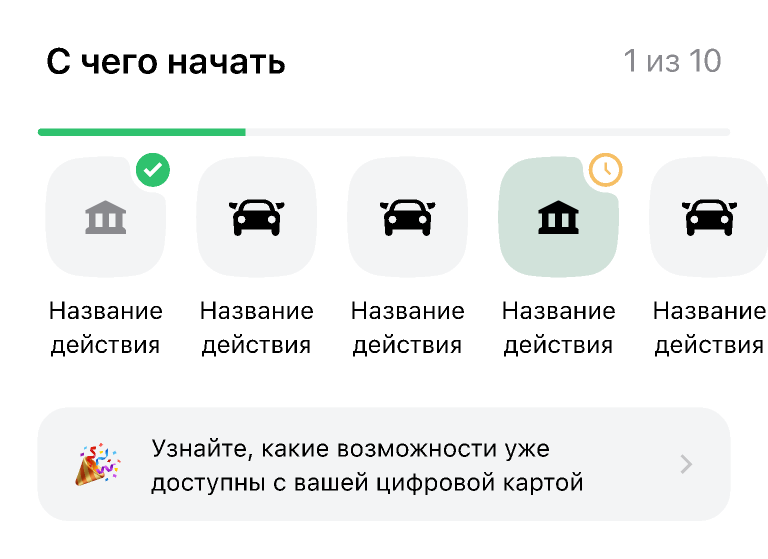 С чего начать
1 из 10
Название Название Название Название Название
действия действия действия действия действия
Узнайте, какие возможности уже
доступны с вашей цифровой картой